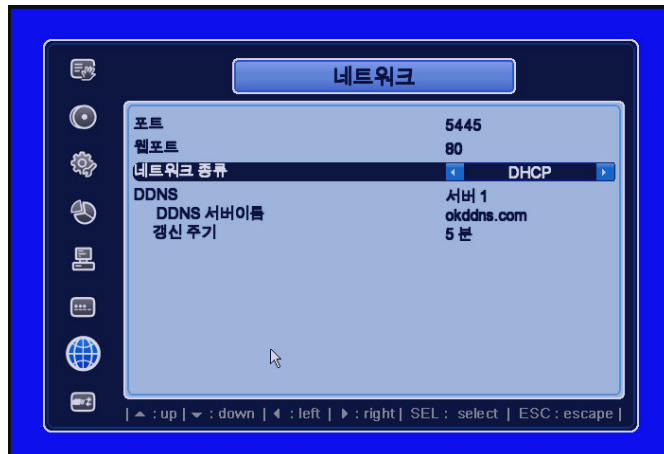 네트워크
포트 5445
웹포트 80
네트워크 종류 DHCP
DDNS 서버 1
DDNS 서버이름 okddns.com
갱신 주기 5 분
| ▲ : up | ▼ : down | ◀ : left | ▶ : right | SEL : select | ESC : escape |